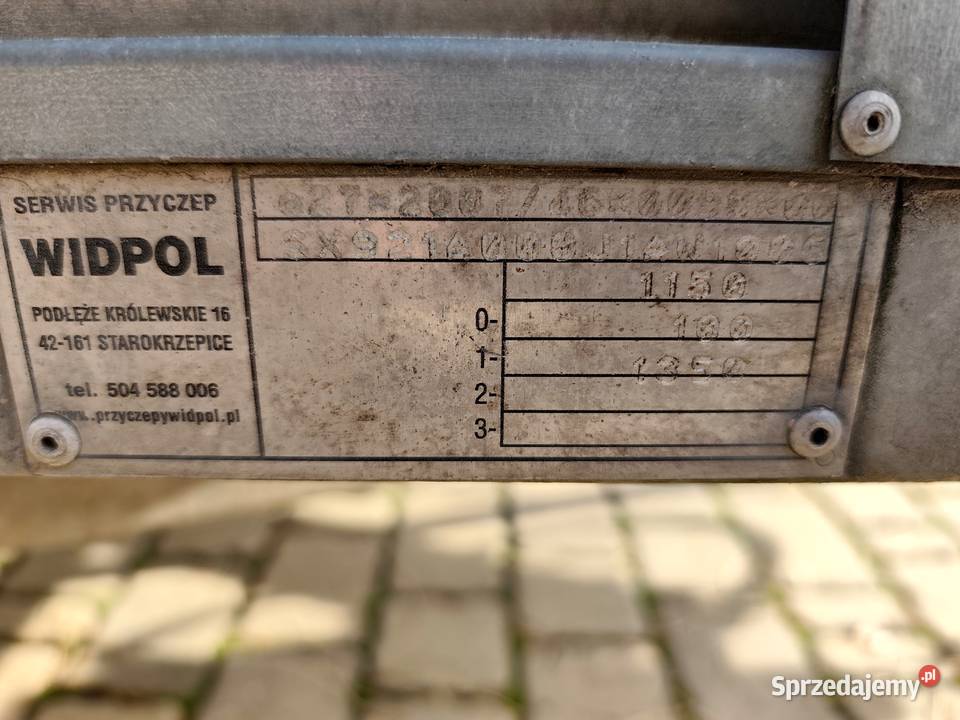 SERWIS PRZYCZEP
WIDPOL
PODŁĘŻE KRÓLEWSKIE 16
42-161 STAROKRZEPICE
tel. 504 588 006
www.przyczepywidpol.pl
1150
0- 100
1- 1350
2-
3-
Sprzedajemy.pl